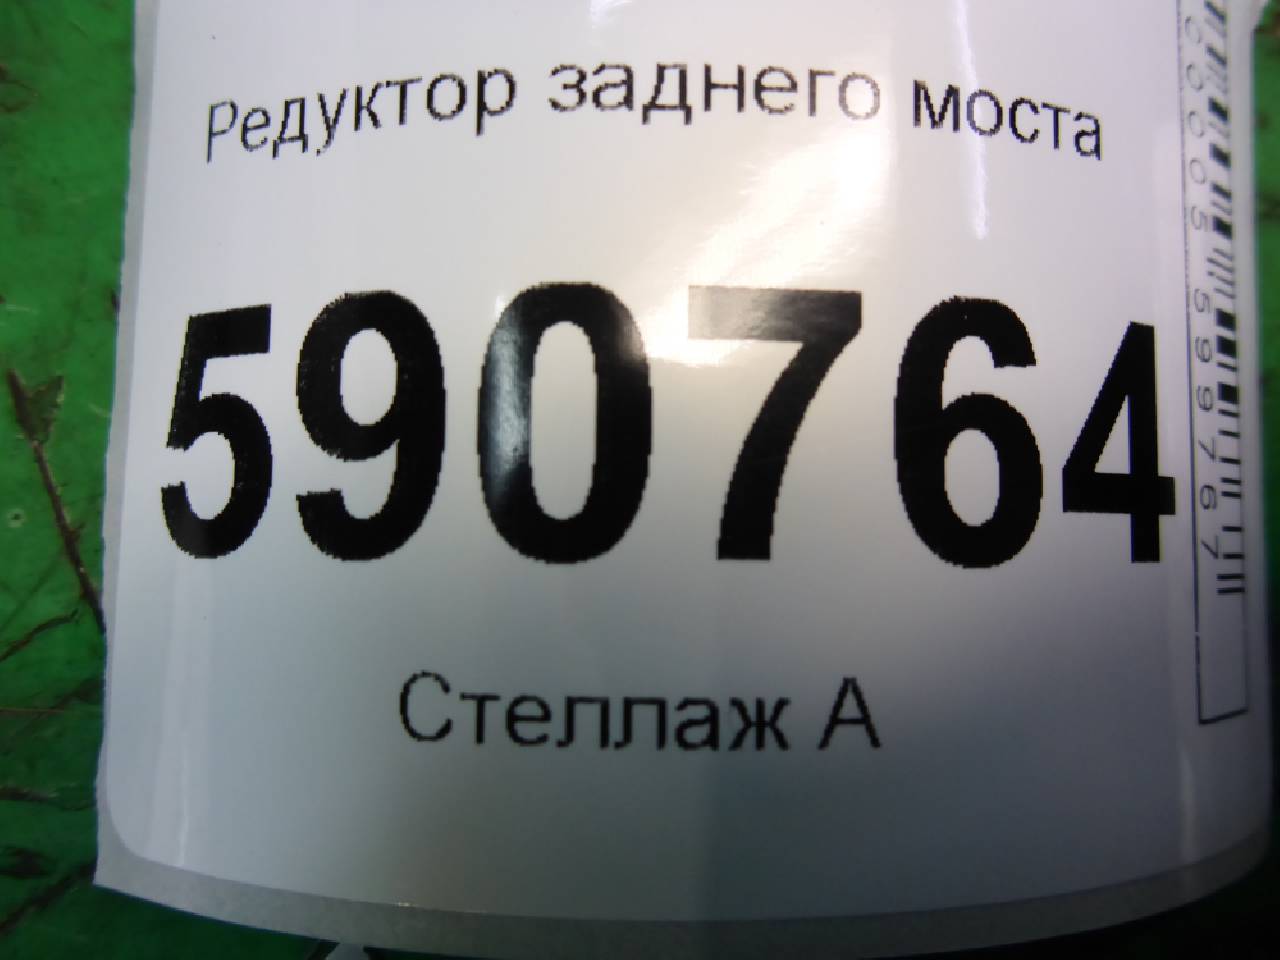 Редуктор заднего моста
590764
Стеллаж А